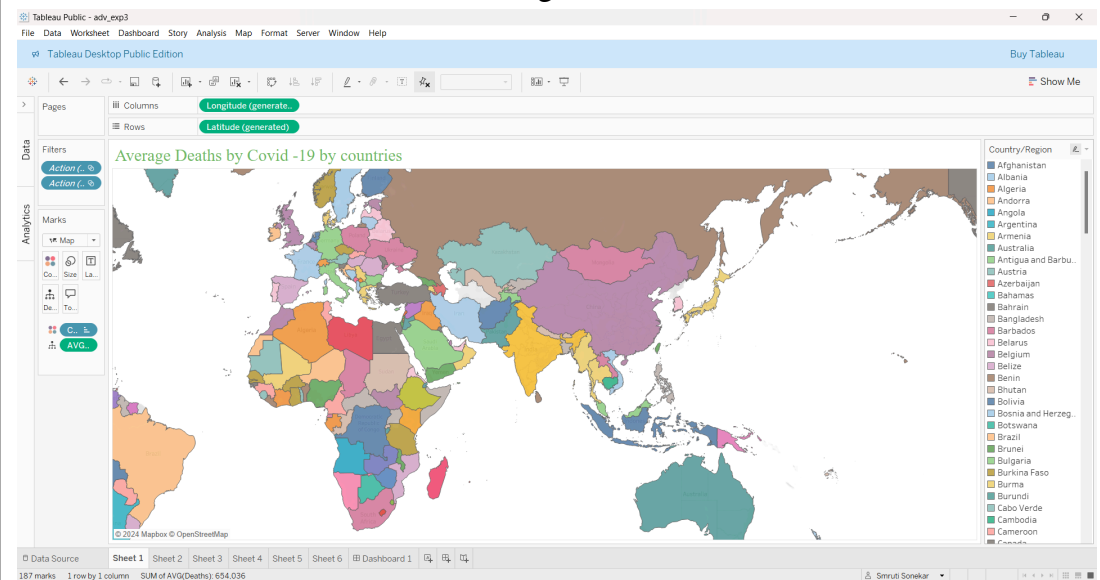 Tableau Public - adv_exp3
File Data Worksheet Dashboard Story Analysis Map Format Server Window Help
Tableau Desktop Public Edition
Buy Tableau
Show Me
Pages
Columns
Longitude (generate..
Rows
Latitude (generated)
Data
Analytics
Filters
Action (..
Action (..
Marks
Map
Co... Size La...
De... To...
C..
AVG..
Average Deaths by Covid -19 by countries
© 2024 Mapbox © OpenStreetMap
Country/Region
Afghanistan
Albania
Algeria
Andorra
Angola
Argentina
Armenia
Australia
Antigua and Barbu..
Austria
Azerbaijan
Bahamas
Bahrain
Bangladesh
Barbados
Belarus
Belgium
Belize
Benin
Bhutan
Bolivia
Bosnia and Herzeg..
Botswana
Brazil
Brunei
Bulgaria
Burkina Faso
Burma
Burundi
Cabo Verde
Cambodia
Cameroon
Canada
Data Source Sheet 1 Sheet 2 Sheet 3 Sheet 4 Sheet 5 Sheet 6 Dashboard 1
187 marks 1 row by 1 column SUM of AVG(Deaths): 654,036
Smruti Sonekar